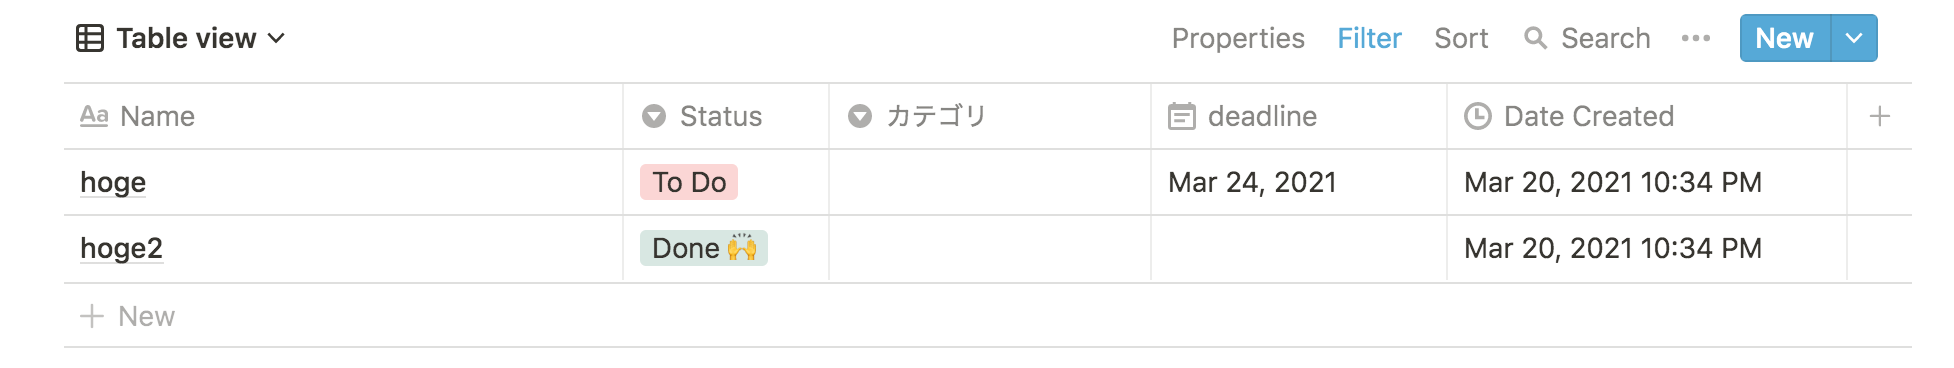 Table view Properties Filter Sort Search ••• New
Aa Name Status カテゴリ deadline Date Created +
hoge To Do Mar 24, 2021 Mar 20, 2021 10:34 PM
hoge2 Done 🙌 Mar 20, 2021 10:34 PM
+ New